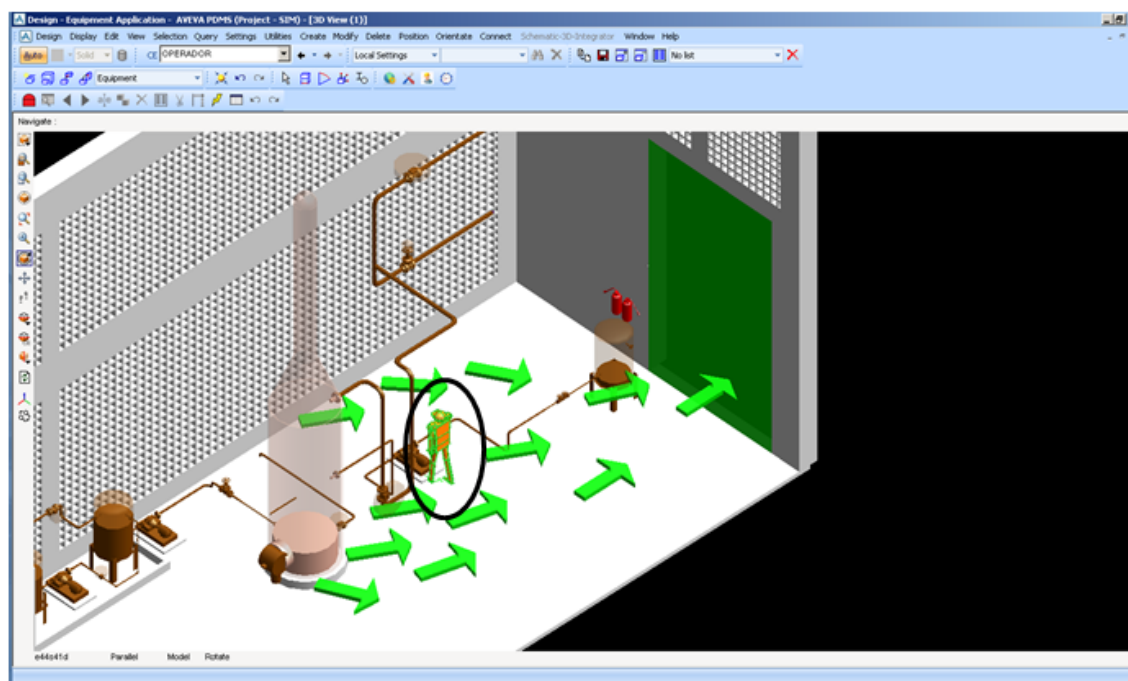 Design - Equipment Application - AVEVA PDMS (Project - SIM) - [3D View (1)]
Design Display Edit View Selection Query Settings Utilities Create Modify Delete Position Orientate Connect Schematic-3D-Integrator Window Help
Auto Solid CE OPERADOR Local Settings No list
Equipment
Navigate :
e44s41d Parallel Model Rotate